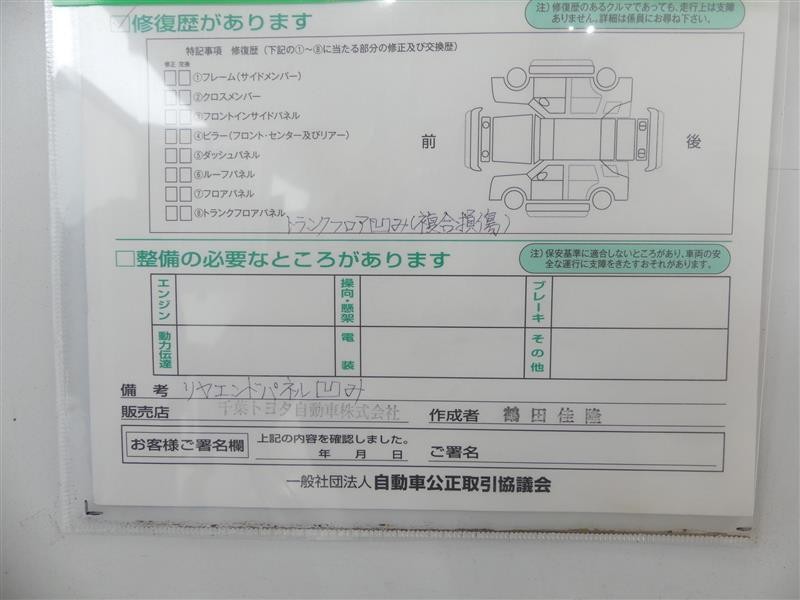 修復歴があります
注)修復歴のあるクルマであっても、走行上は支障
ありません。詳細は係員にお尋ね下さい。
特記事項 修復歴(下記の①〜⑧に当たる部分の修正及び交換歴)
修正 交換
①フレーム(サイドメンバー)
②クロスメンバー
③フロントインサイドパネル
④ピラー(フロント・センター及びリアー)
⑤ダッシュパネル
⑥ルーフパネル
⑦フロアパネル
⑧トランクフロアパネル
前
後
トランクフロア凹み(複合損傷)
整備の必要なところがあります
注)保安基準に適合しないところがあり、車両の安
全な運行に支障をきたすおそれがあります。
エンジン
操向・懸架
ブレーキ
動力伝達
電装
その他
備考 リヤエンドパネル凹み
販売店 千葉トヨタ自動車株式会社 作成者 鶴田佳隆
お客様ご署名欄 上記の内容を確認しました。
年 月 日 ご署名
一般社団法人 自動車公正取引協議会